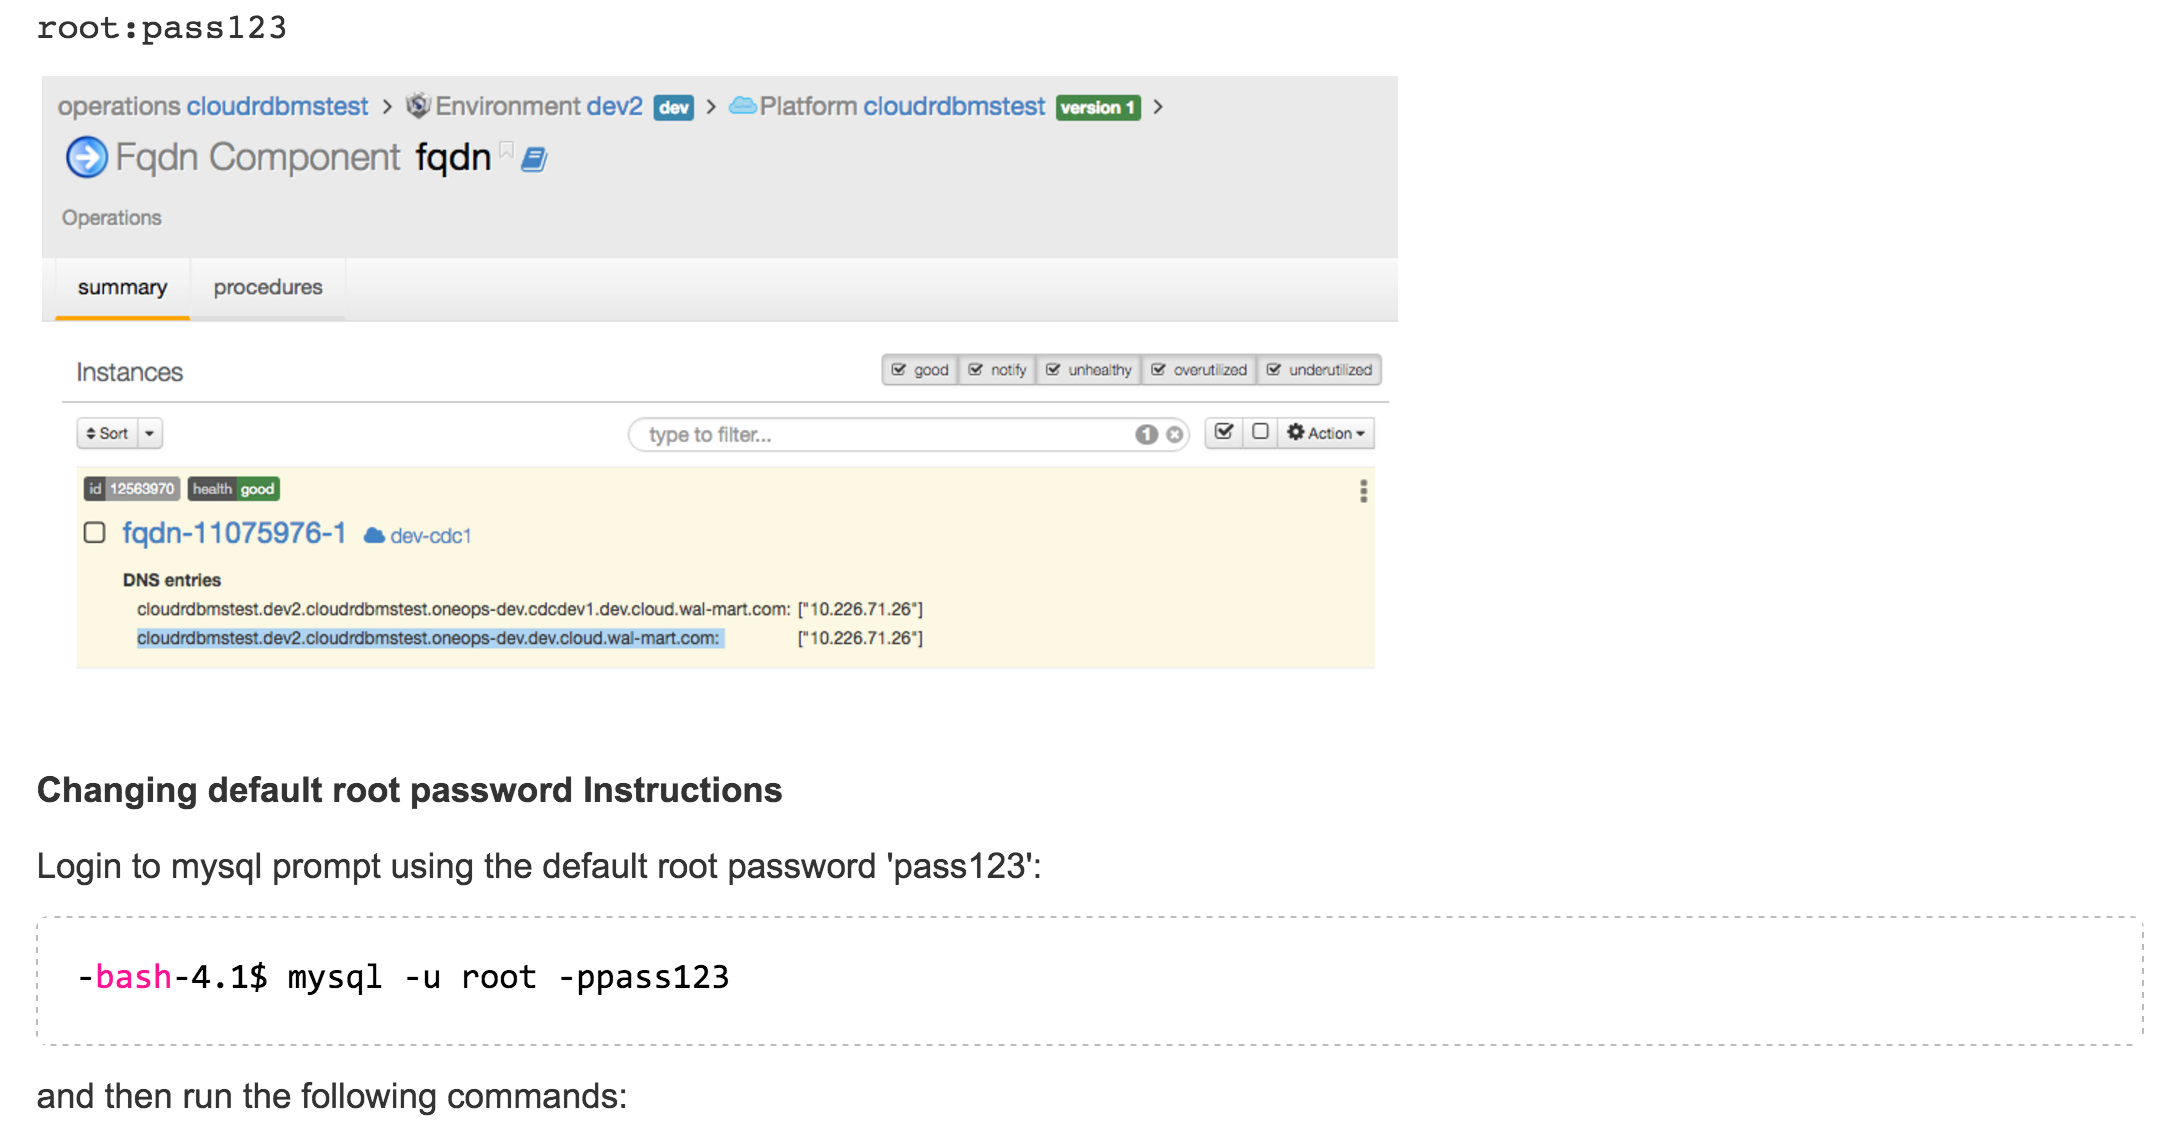 root:pass123
operations cloudrdbmstest > Environment dev2 dev > Platform cloudrdbmstest version 1 >
Fqdn Component fqdn
Operations
summary procedures
Instances good notify unhealthy overutilized underutilized
Sort type to filter... 1 Action
id 12563970 health good
fqdn-11075976-1 dev-cdc1
DNS entries
cloudrdbmstest.dev2.cloudrdbmstest.oneops-dev.cdcdev1.dev.cloud.wal-mart.com: ["10.226.71.26"]
cloudrdbmstest.dev2.cloudrdbmstest.oneops-dev.dev.cloud.wal-mart.com: ["10.226.71.26"]
Changing default root password Instructions
Login to mysql prompt using the default root password 'pass123':
-bash-4.1$ mysql -u root -ppass123
and then run the following commands: